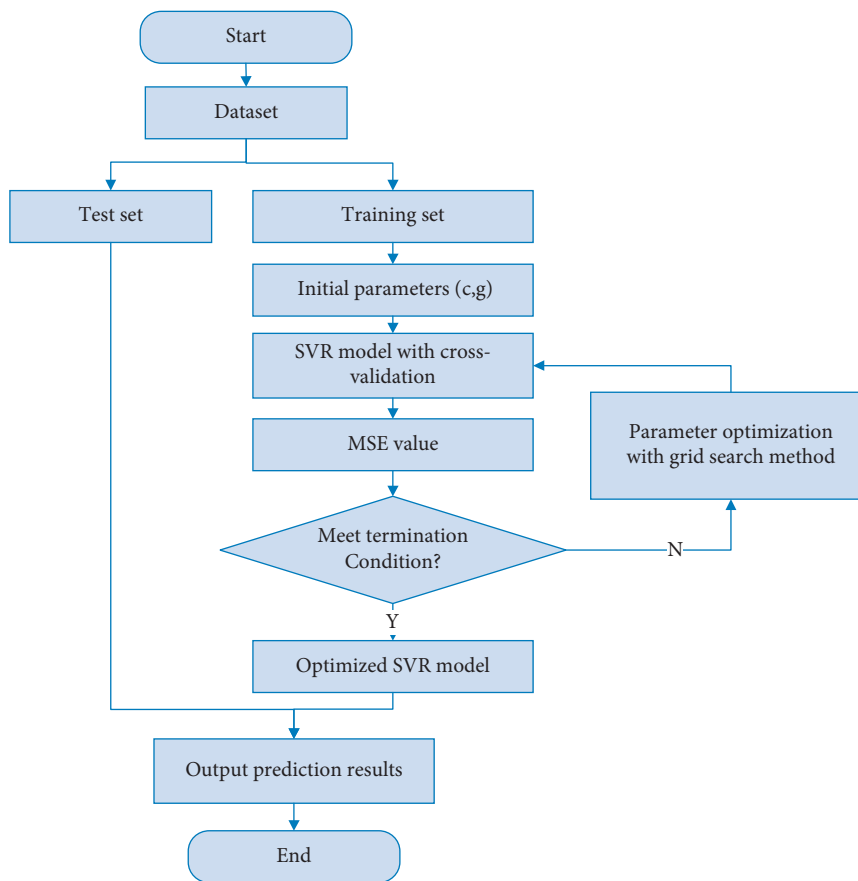 Start
Dataset
Test set
Training set
Initial parameters (c,g)
SVR model with cross-
validation
MSE value
Parameter optimization
with grid search method
Meet termination
Condition?
N
Y
Optimized SVR model
Output prediction results
End